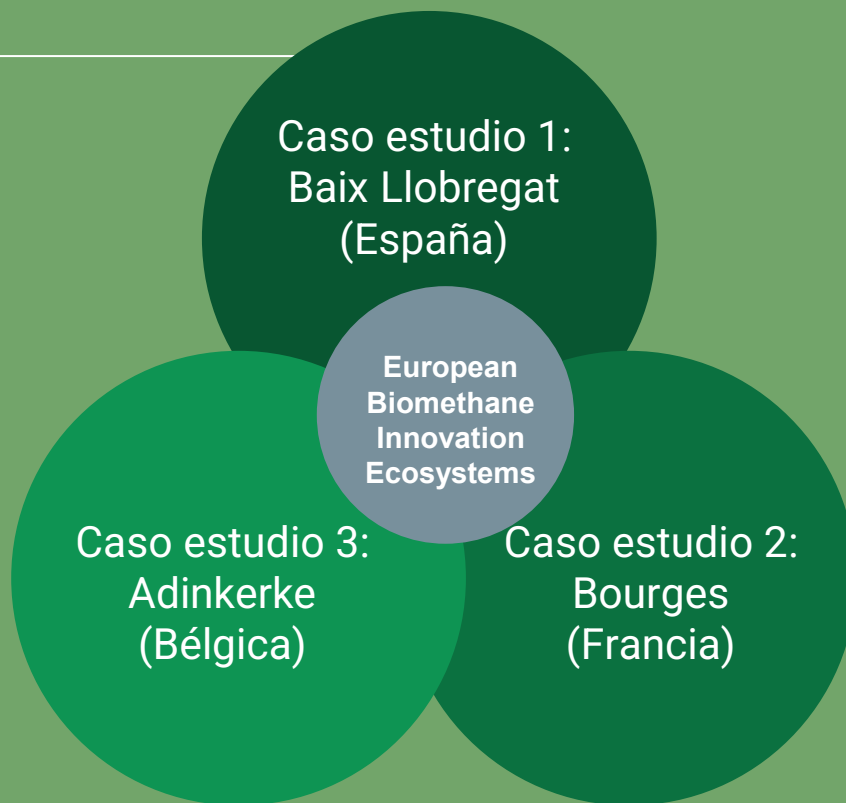 Caso estudio 1:
Baix Llobregat
(España)
European
Biomethane
Innovation
Ecosystems
Caso estudio 3:
Adinkerke
(Bélgica)
Caso estudio 2:
Bourges
(Francia)